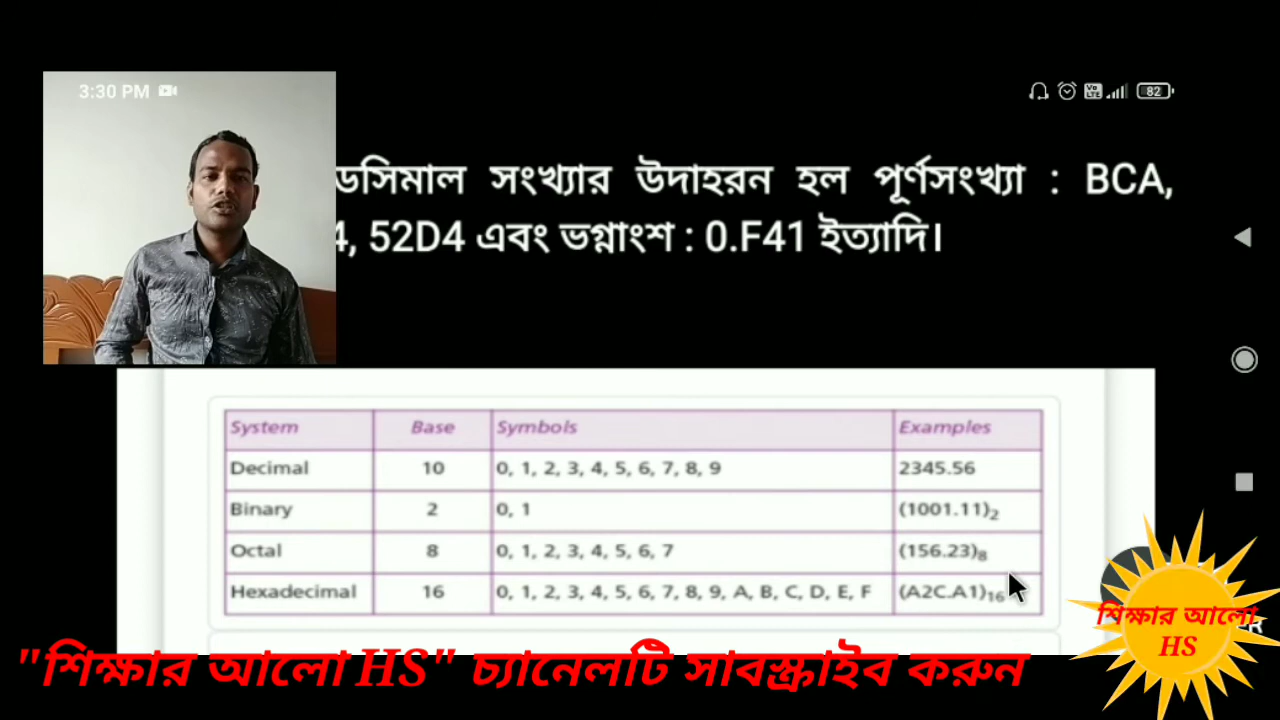 3:30 PM
82
ডসিমাল সংখ্যার উদাহরন হল পূর্ণসংখ্যা : BCA,
4, 52D4 এবং ভগ্নাংশ : 0.F41 ইত্যাদি।
System Base Symbols Examples
Decimal 10 0, 1, 2, 3, 4, 5, 6, 7, 8, 9 2345.56
Binary 2 0, 1 (1001.11)₂
Octal 8 0, 1, 2, 3, 4, 5, 6, 7 (156.23)₈
Hexadecimal 16 0, 1, 2, 3, 4, 5, 6, 7, 8, 9, A, B, C, D, E, F (A2C.A1)₁₆
শিক্ষার আলো
HS
"শিক্ষার আলো HS" চ্যানেলটি সাবস্ক্রাইব করুন